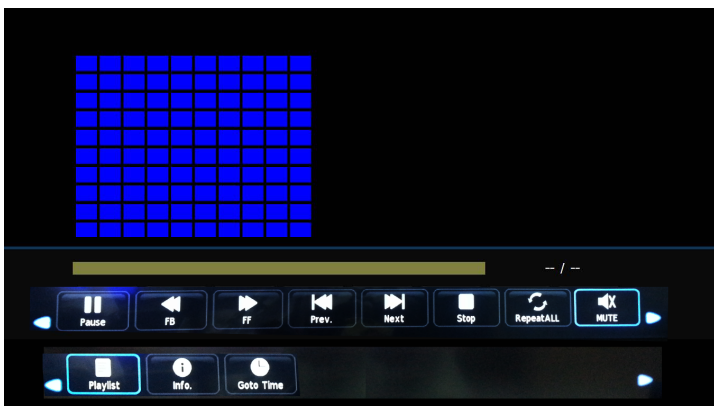 -- / --
Pause FB FF Prev. Next Stop RepeatALL MUTE
Playlist Info. Goto Time